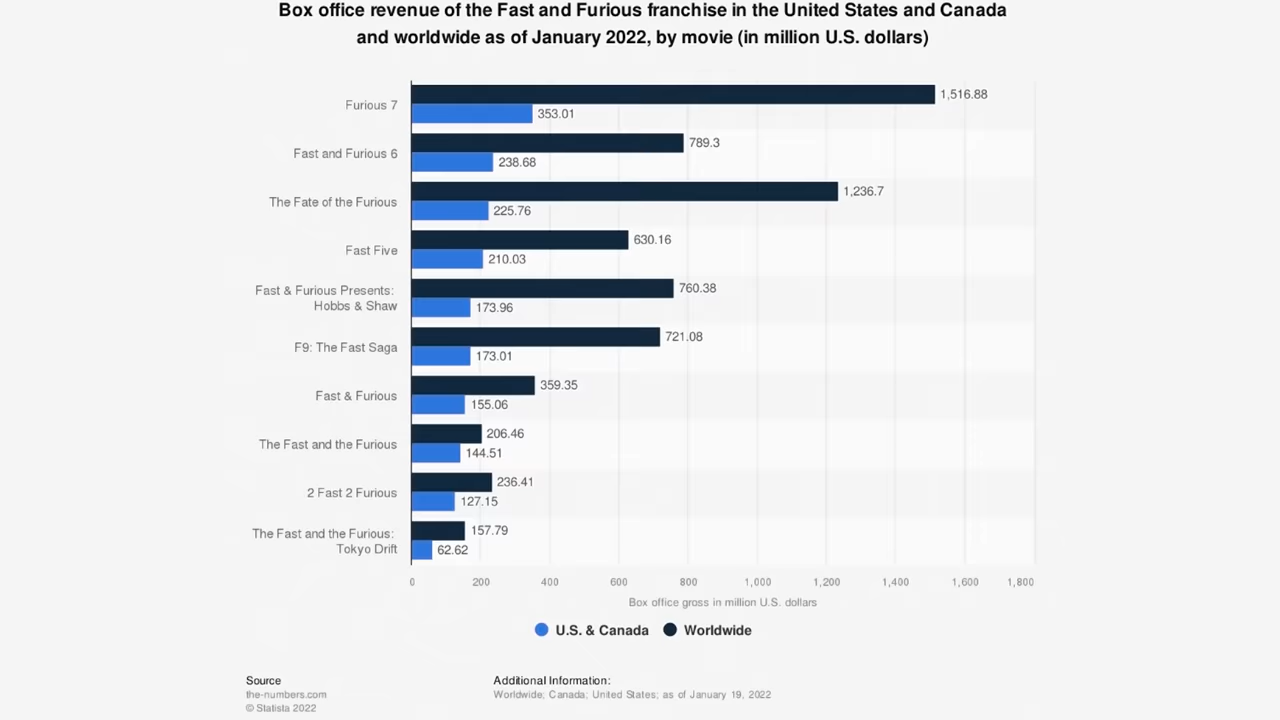 Box office revenue of the Fast and Furious franchise in the United States and Canada
and worldwide as of January 2022, by movie (in million U.S. dollars)
Furious 7
1,516.88
353.01
Fast and Furious 6
789.3
238.68
The Fate of the Furious
1,236.7
225.76
Fast Five
630.16
210.03
Fast & Furious Presents:
Hobbs & Shaw
760.38
173.96
F9: The Fast Saga
721.08
173.01
Fast & Furious
359.35
155.06
The Fast and the Furious
206.46
144.51
2 Fast 2 Furious
236.41
127.15
The Fast and the Furious:
Tokyo Drift
157.79
62.62
0 200 400 600 800 1,000 1,200 1,400 1,600 1,800
Box office gross in million U.S. dollars
U.S. & Canada Worldwide
Source
the-numbers.com
© Statista 2022
Additional Information:
Worldwide; Canada; United States; as of January 19, 2022